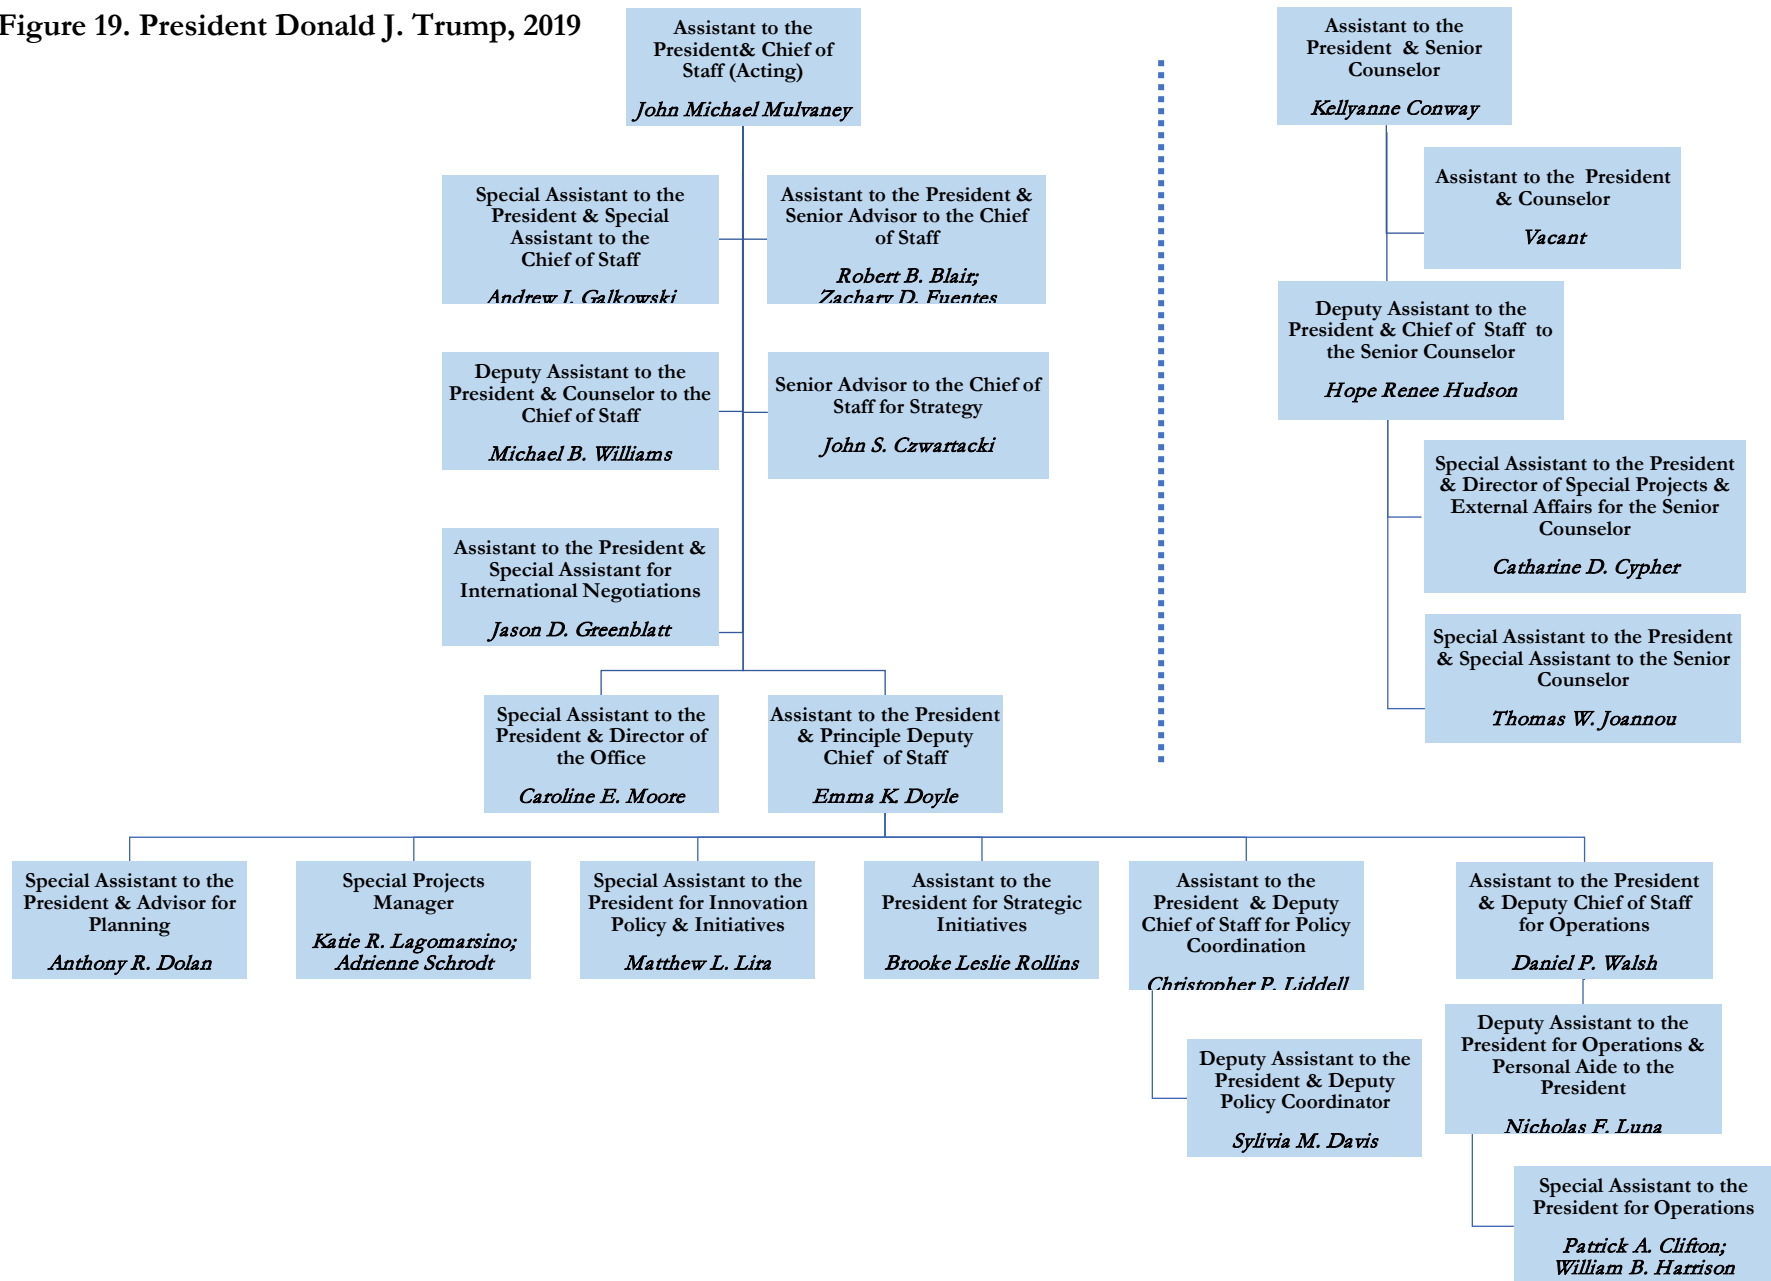 Figure 19. President Donald J. Trump, 2019
Assistant to the
President& Chief of
Staff (Acting)
John Michael Mulvaney
Special Assistant to the
President & Special
Assistant to the
Chief of Staff
Andrew J. Galkowski
Assistant to the President &
Senior Advisor to the Chief
of Staff
Robert B. Blair;
Zachary D. Fuentes
Deputy Assistant to the
President & Counselor to the
Chief of Staff
Michael B. Williams
Senior Advisor to the Chief of
Staff for Strategy
John S. Czwartacki
Assistant to the President &
Special Assistant for
International Negotiations
Jason D. Greenblatt
Special Assistant to the
President & Director of
the Office
Caroline E. Moore
Assistant to the President
& Principle Deputy
Chief of Staff
Emma K. Doyle
Special Assistant to the
President & Advisor for
Planning
Anthony R. Dolan
Special Projects
Manager
Katie R. Lagomarsino;
Adrienne Schrodt
Special Assistant to the
President for Innovation
Policy & Initiatives
Matthew L. Lira
Assistant to the
President for Strategic
Initiatives
Brooke Leslie Rollins
Assistant to the
President & Deputy
Chief of Staff for Policy
Coordination
Christopher P. Liddell
Deputy Assistant to the
President & Deputy
Policy Coordinator
Sylivia M. Davis
Assistant to the President
& Deputy Chief of Staff
for Operations
Daniel P. Walsh
Deputy Assistant to the
President for Operations &
Personal Aide to the
President
Nicholas F. Luna
Special Assistant to the
President for Operations
Patrick A. Clifton;
William B. Harrison
Assistant to the
President & Senior
Counselor
Kellyanne Conway
Assistant to the President
& Counselor
Vacant
Deputy Assistant to the
President & Chief of Staff to
the Senior Counselor
Hope Renee Hudson
Special Assistant to the President
& Director of Special Projects &
External Affairs for the Senior
Counselor
Catharine D. Cypher
Special Assistant to the President
& Special Assistant to the Senior
Counselor
Thomas W. Joannou